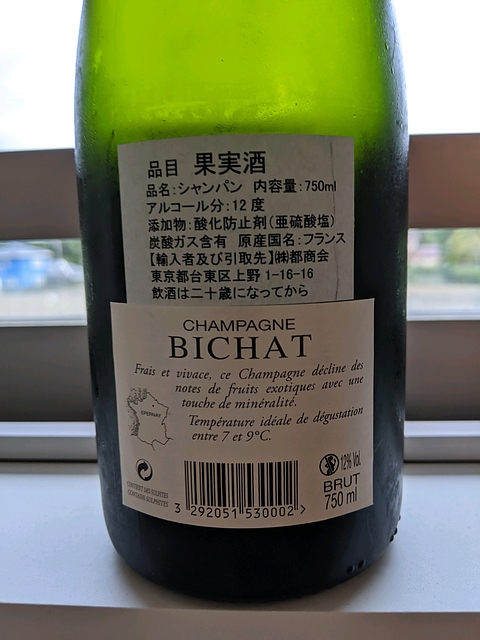 品目 果実酒
品名:シャンパン 内容量:750ml
アルコール分:12度
添加物:酸化防止剤(亜硫酸塩)
炭酸ガス含有 原産国名:フランス
【輸入者及び引取先】㈱都商会
東京都台東区上野1-16-16
飲酒は二十歳になってから
CHAMPAGNE
BICHAT
Frais et vivace, ce Champagne décline des
notes de fruits exotiques avec une
touche de minéralité.
EPERNAY
Température idéale de dégustation
entre 7 et 9°C.
12% Vol.
CONTIENT DES SULFITES
CONTAINS SULPHITES
BRUT
750 ml
3 292051 530002 >